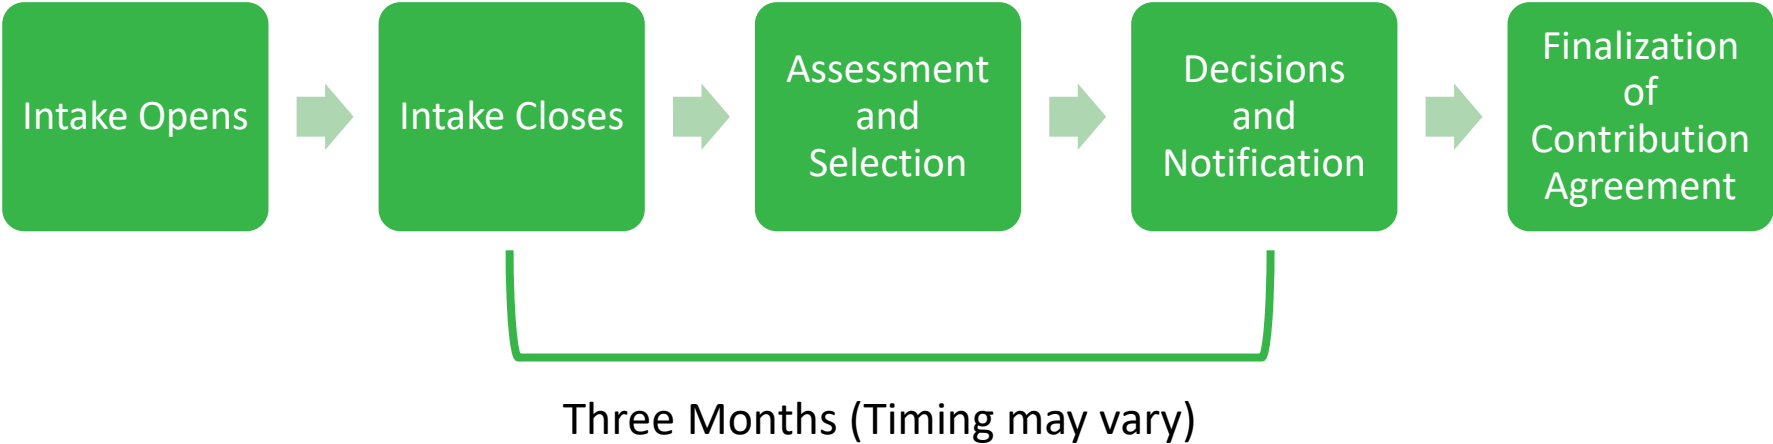 Intake Opens
Intake Closes
Assessment
and
Selection
Decisions
and
Notification
Finalization
of
Contribution
Agreement
Three Months (Timing may vary)